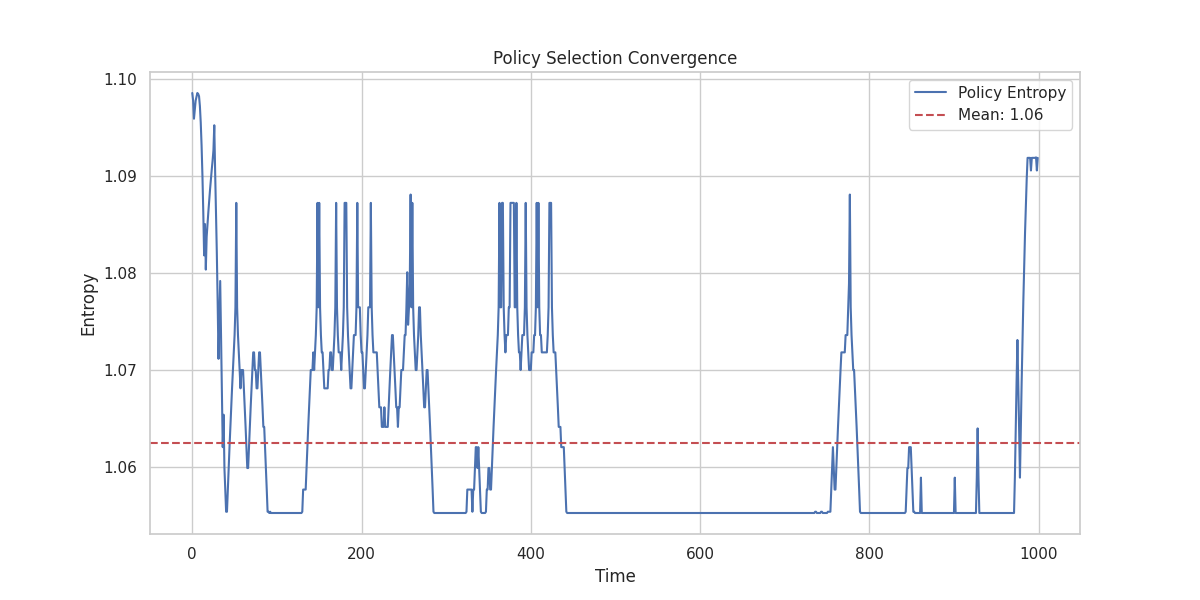 Policy Selection Convergence
Policy Entropy
Mean: 1.06
Entropy
1.10
1.09
1.08
1.07
1.06
0 200 400 600 800 1000
Time